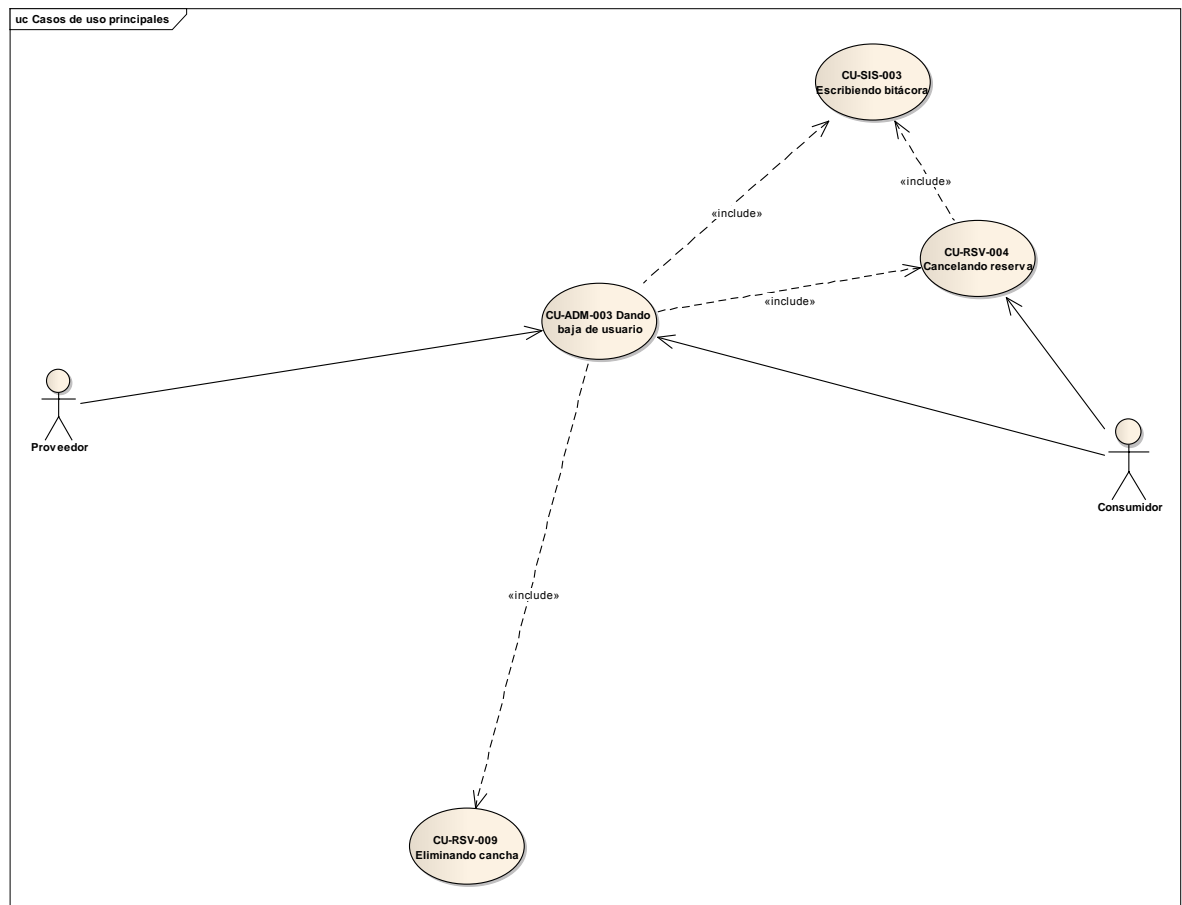 uc Casos de uso principales
CU-SIS-003
Escribiendo bitácora
«include»
«include»
CU-RSV-004
Cancelando reserva
«include»
CU-ADM-003 Dando
baja de usuario
Proveedor
Consumidor
«include»
CU-RSV-009
Eliminando cancha